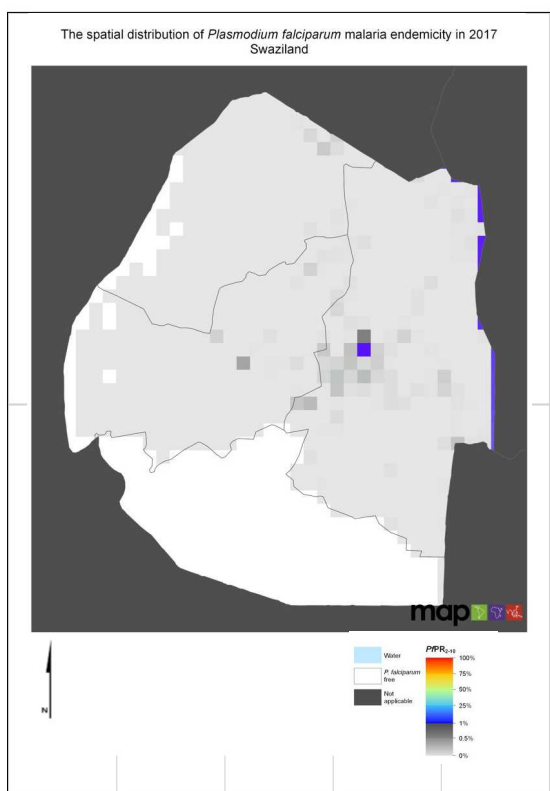 The spatial distribution of Plasmodium falciparum malaria endemicity in 2017
Swaziland
map
N
Water
P. falciparum
free
Not
applicable
PfPR2-10
100%
75%
50%
25%
1%
0.5%
0%